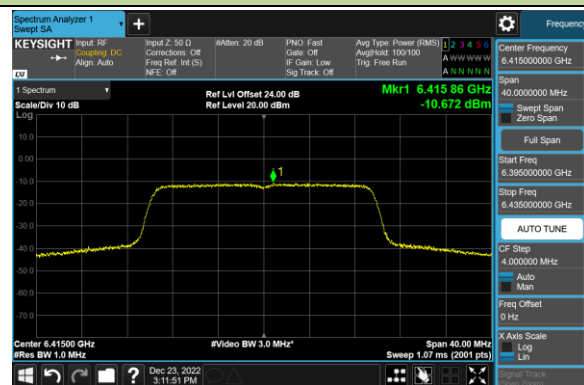 Spectrum Analyzer 1
Swept SA
Frequency
KEYSIGHT
Input: RF
Coupling: DC
Align: Auto
Input Z: 50 Ω
Corrections: Off
Freq Ref: Int (S)
NFE: Off
#Atten: 20 dB
PNO: Fast
Gate: Off
IF Gain: Low
Sig Track: Off
Avg Type: Power (RMS)
Avg|Hold: 100/100
Trig: Free Run
1 2 3 4 5 6
A W W W W W
A N N N N N
LW
1 Spectrum
Scale/Div 10 dB
Log
Ref Lvl Offset 24.00 dB
Ref Level 20.00 dBm
Mkr1 6.415 86 GHz
-10.672 dBm
1
10.0
0.00
-10.0
-20.0
-30.0
-40.0
-50.0
-60.0
-70.0
Center 6.41500 GHz
#Res BW 1.0 MHz
#Video BW 3.0 MHz*
Span 40.00 MHz
Sweep 1.07 ms (2001 pts)
Dec 23, 2022
3:11:51 PM
?
Center Frequency
6.415000000 GHz
Span
40.0000000 MHz
Swept Span
Zero Span
Full Span
Start Freq
6.395000000 GHz
Stop Freq
6.435000000 GHz
AUTO TUNE
CF Step
4.000000 MHz
Auto
Man
Freq Offset
0 Hz
X Axis Scale
Log
Lin
Signal Track